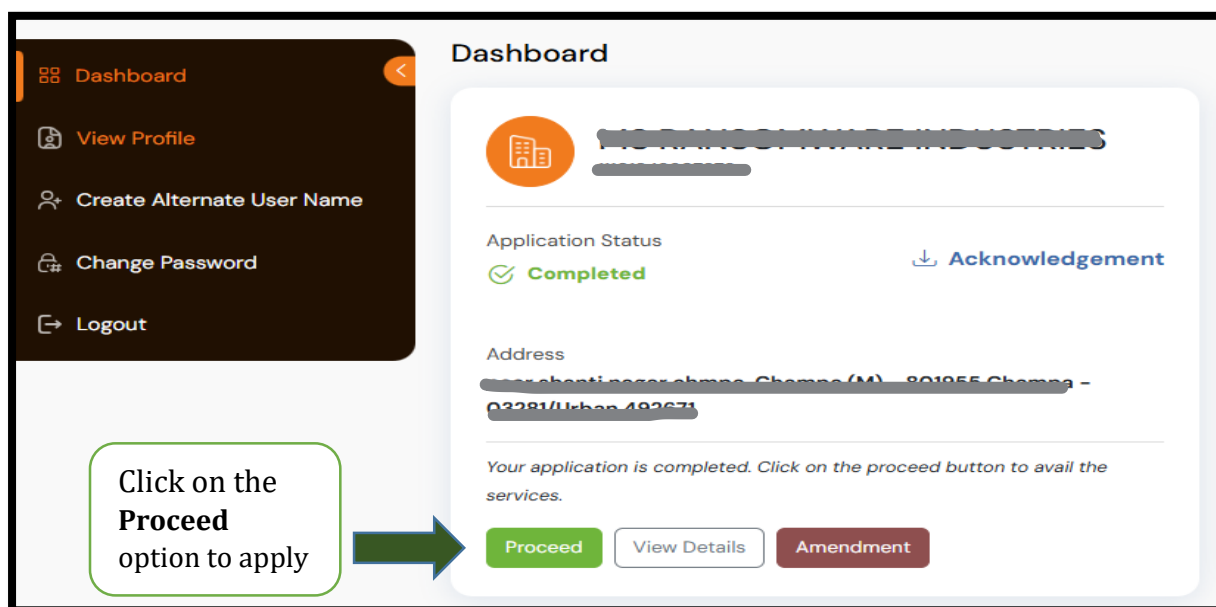 Dashboard
View Profile
Create Alternate User Name
Change Password
Logout
Dashboard
INDUSTRIES
Application Status
Completed
Acknowledgement
Address
Your application is completed. Click on the proceed button to avail the
services.
Proceed
View Details
Amendment
Click on the
Proceed
option to apply